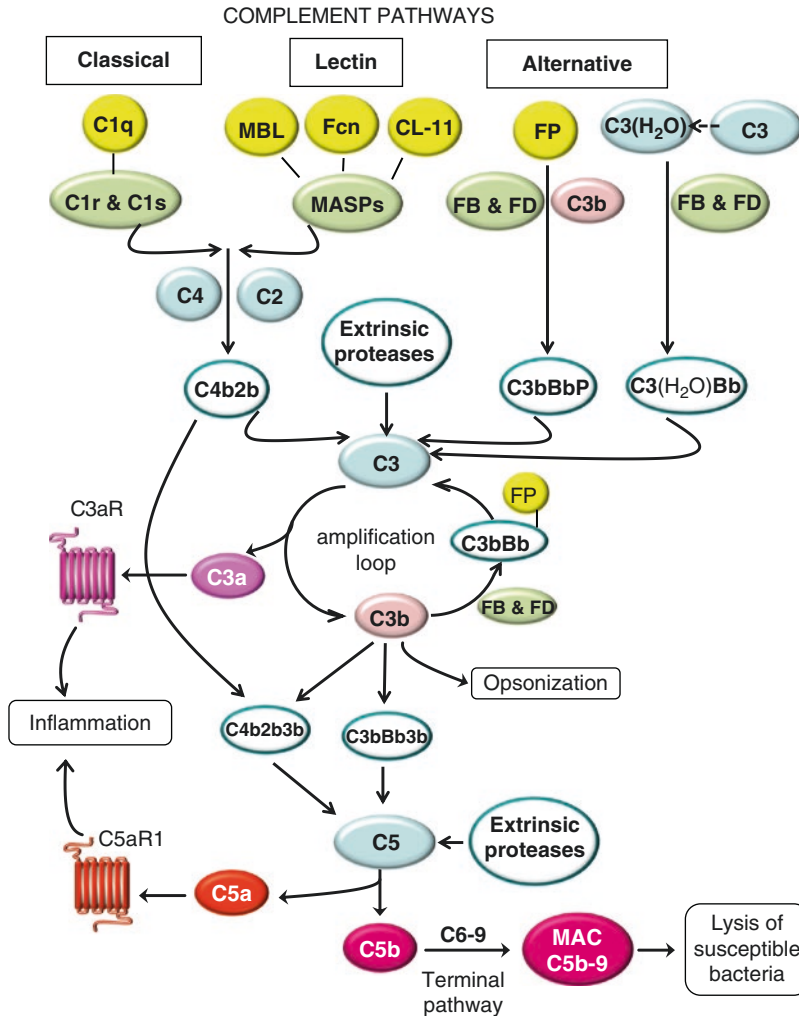 COMPLEMENT PATHWAYS
Classical
Lectin
Alternative
C1q
MBL
Fcn
CL-11
FP
C3(H₂O)
C3
C1r & C1s
MASPs
FB & FD
C3b
FB & FD
C4
C2
Extrinsic
proteases
C4b2b
C3bBbP
C3(H₂O)Bb
C3
C3aR
FP
amplification
loop
C3bBb
C3a
C3b
FB & FD
Opsonization
Inflammation
C4b2b3b
C3bBb3b
C5
Extrinsic
proteases
C5aR1
C5a
C5b
C6-9
Terminal
pathway
MAC
C5b-9
Lysis of
susceptible
bacteria